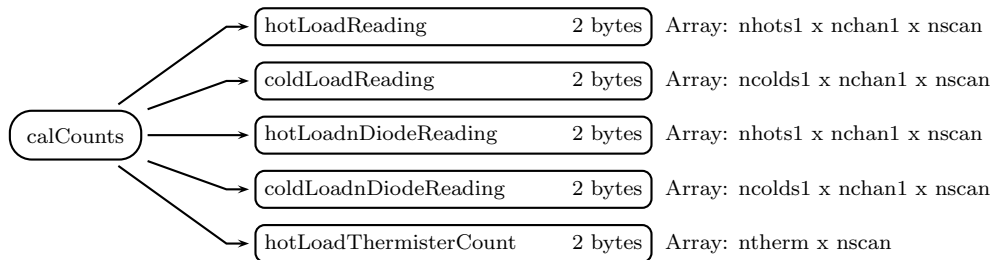 hotLoadReading 2 bytes Array: nhots1 x nchan1 x nscan
coldLoadReading 2 bytes Array: ncolds1 x nchan1 x nscan
calCounts hotLoadnDiodeReading 2 bytes Array: nhots1 x nchan1 x nscan
coldLoadnDiodeReading 2 bytes Array: ncolds1 x nchan1 x nscan
hotLoadThermisterCount 2 bytes Array: ntherm x nscan